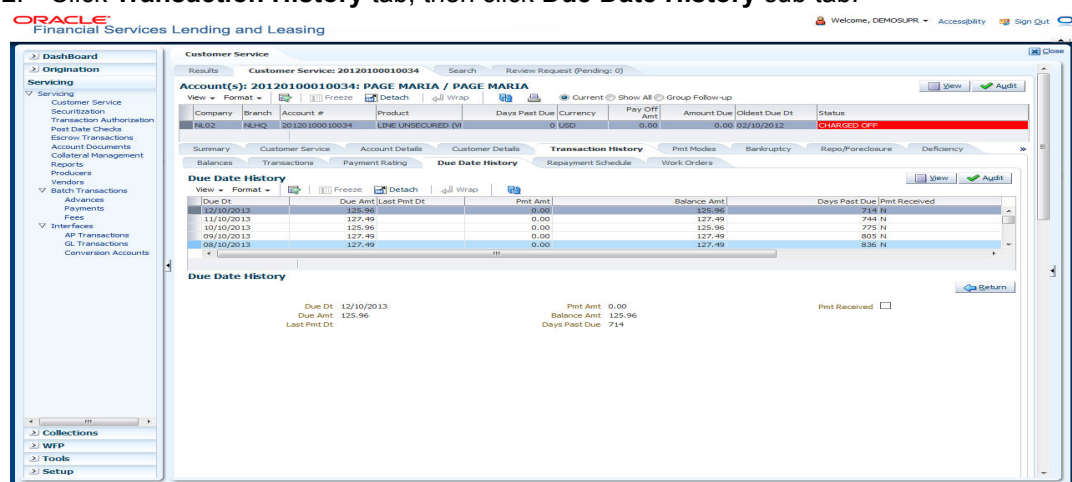 2. Click Transaction History tab, then click Due Date History sub tab.
ORACLE
Financial Services Lending and Leasing
Welcome, DEMOSUPR Accessibility Sign Out
DashBoard
Origination
Servicing
Servicing
Customer Service
Securitization
Transaction Authorization
Post Date Checks
Escrow Transactions
Account Documents
Collateral Management
Reports
Producers
Vendors
Batch Transactions
Advances
Payments
Fees
Interfaces
AP Transactions
GL Transactions
Conversion Accounts
Collections
WFP
Tools
Setup
Customer Service Close
Results Customer Service: 20120100010034 Search Review Request (Pending: 0)
Account(s): 20120100010034: PAGE MARIA / PAGE MARIA View Audit
View Format Freeze Detach Wrap Current Show All Group Follow-up
Company Branch Account # Product Days Past Due Currency Pay Off Amt Amount Due Oldest Due Dt Status
NL02 NLHQ 20120100010034 LINE UNSECURED (VI 0 USD 0.00 0.00 02/10/2012 CHARGED OFF
Summary Customer Service Account Details Customer Details Transaction History Pmt Modes Bankruptcy Repo/Foreclosure Deficiency
Balances Transactions Payment Rating Due Date History Repayment Schedule Work Orders
Due Date History View Audit
View Format Freeze Detach Wrap
Due Dt Due Amt Last Pmt Dt Pmt Amt Balance Amt Days Past Due Pmt Received
12/10/2013 125.96 0.00 125.96 714 N
11/10/2013 127.49 0.00 127.49 744 N
10/10/2013 125.96 0.00 125.96 775 N
09/10/2013 127.49 0.00 127.49 805 N
08/10/2013 127.49 0.00 127.49 836 N
Due Date History
Return
Due Dt 12/10/2013 Pmt Amt 0.00 Pmt Received
Due Amt 125.96 Balance Amt 125.96
Last Pmt Dt Days Past Due 714